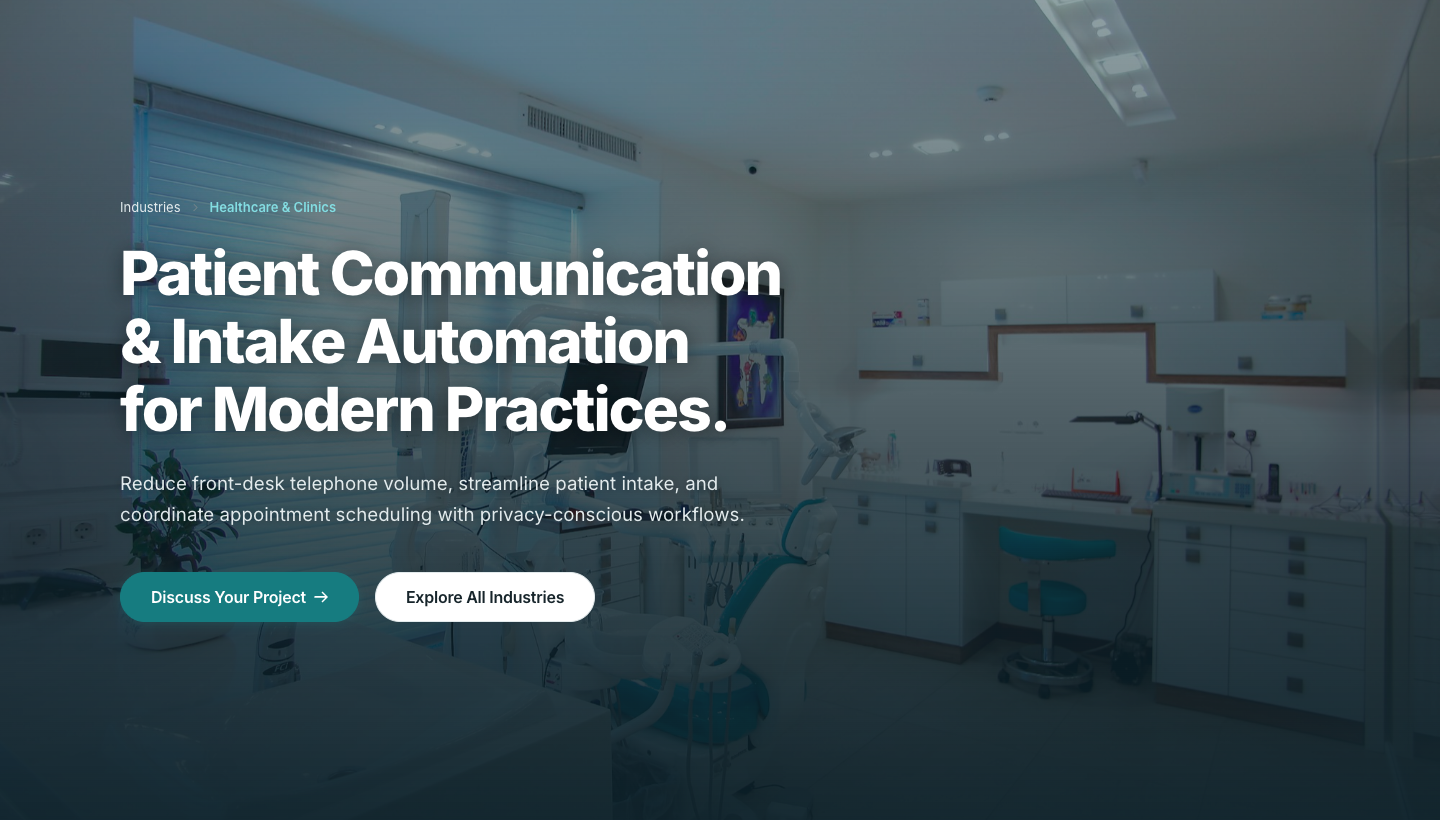 Industries > Healthcare & Clinics
Patient Communication
& Intake Automation
for Modern Practices.
Reduce front-desk telephone volume, streamline patient intake, and
coordinate appointment scheduling with privacy-conscious workflows.
Discuss Your Project →
Explore All Industries